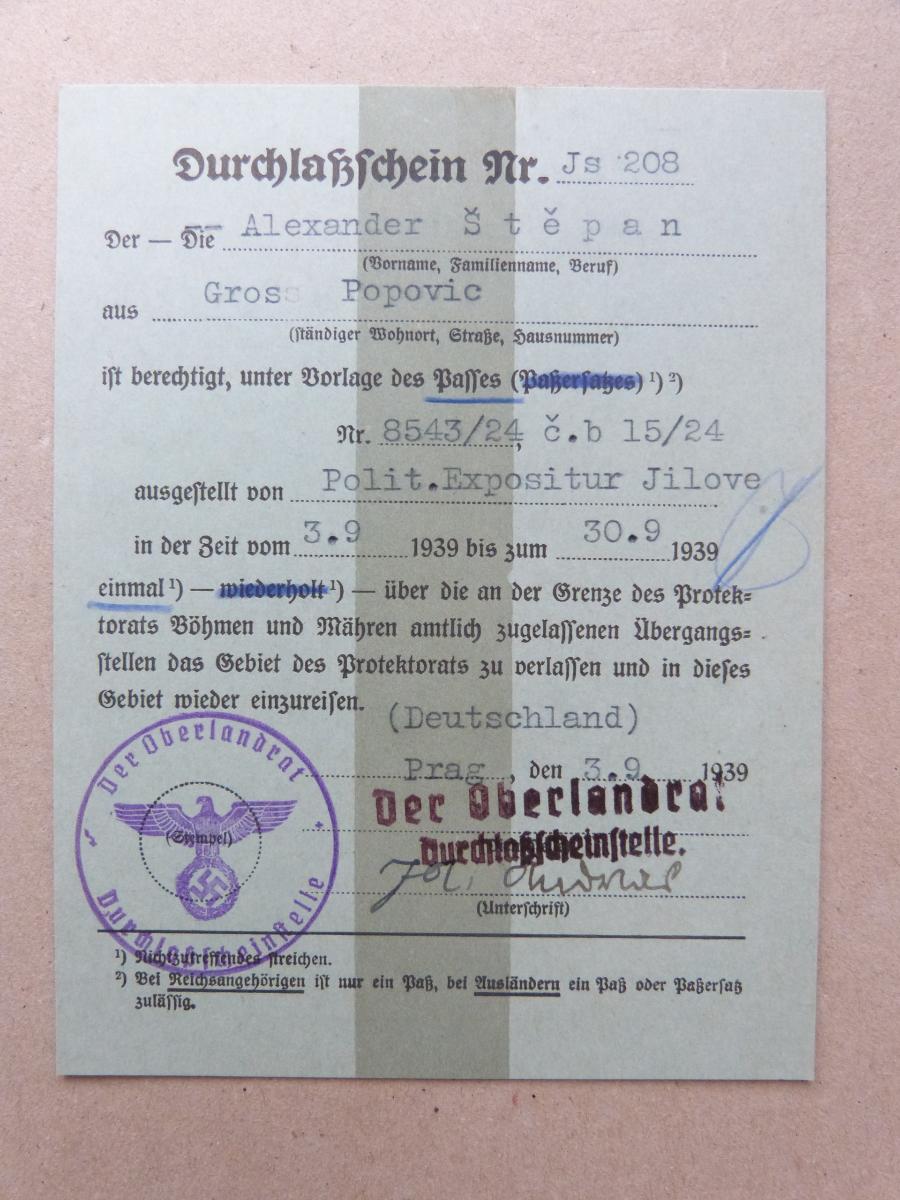 Durchlaßschein Nr. Js 208
Der — Die Alexander Štěpan
(Vorname, Familienname, Beruf)
aus Gross Popovic
(ständiger Wohnort, Straße, Hausnummer)
ist berechtigt, unter Vorlage des Passes (Paßersatzes) ¹) ²)
Nr. 8543/24, č.b 15/24
ausgestellt von Polit.Expositur Jilove
in der Zeit vom 3.9 1939 bis zum 30.9 1939
einmal ¹) — wiederholt ¹) — über die an der Grenze des Protek=
torats Böhmen und Mähren amtlich zugelassenen Übergangs=
stellen das Gebiet des Protektorats zu verlassen und in dieses
Gebiet wieder einzureisen.
(Deutschland)
Prag, den 3.9 1939
Der Oberlandrat
Durchlaßscheinstelle.
(Unterschrift)
Der Oberlandrat
(Stempel)
Durchlaßscheinstelle
¹) Nichtzutreffendes streichen.
²) Bei Reichsangehörigen ist nur ein Paß, bei Ausländern ein Paß oder Paßersatz
zulässig.